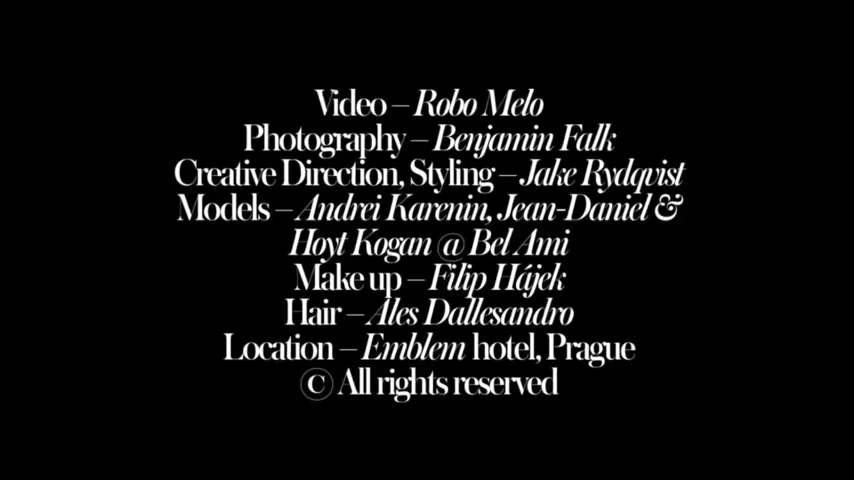 Video – Robo Melo
Photography – Benjamin Falk
Creative Direction, Styling – Jake Rydqvist
Models – Andrei Karenin, Jean-Daniel &
Hoyt Kogan @ Bel Ami
Make up – Filip Hájek
Hair – Ales Dallesandro
Location – Emblem hotel, Prague
© All rights reserved